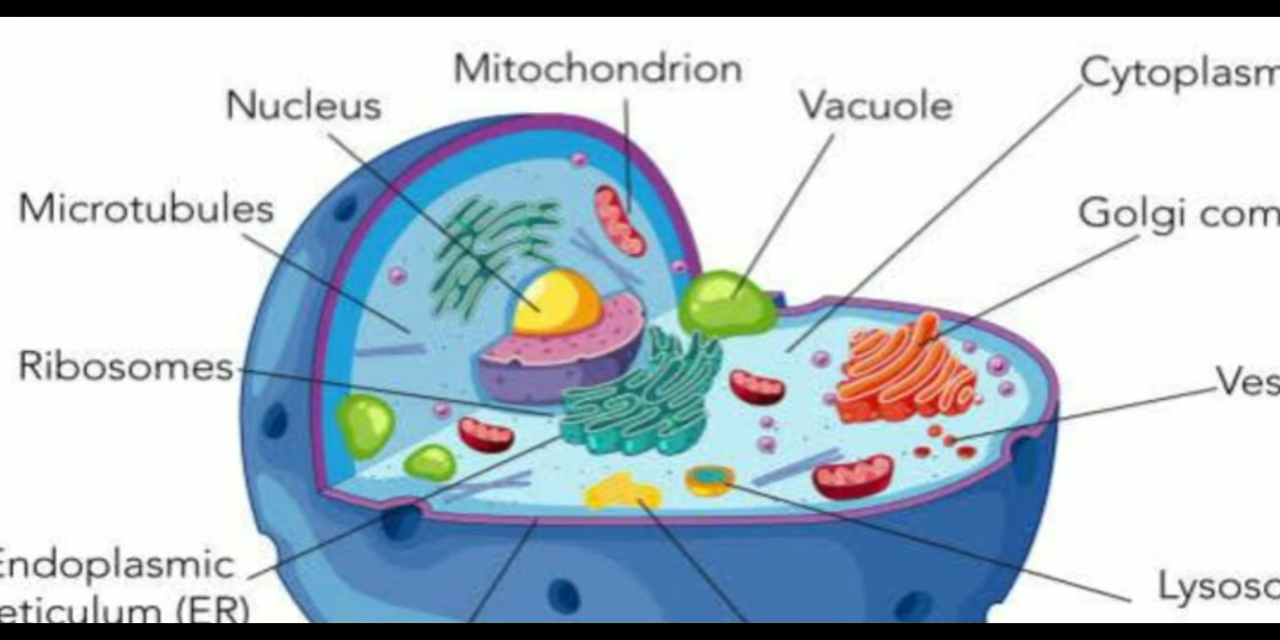 Mitochondrion
Cytoplasm
Nucleus
Vacuole
Microtubules
Golgi com
Ribosomes
Ves
Endoplasmic
eticulum (ER)
Lysoso